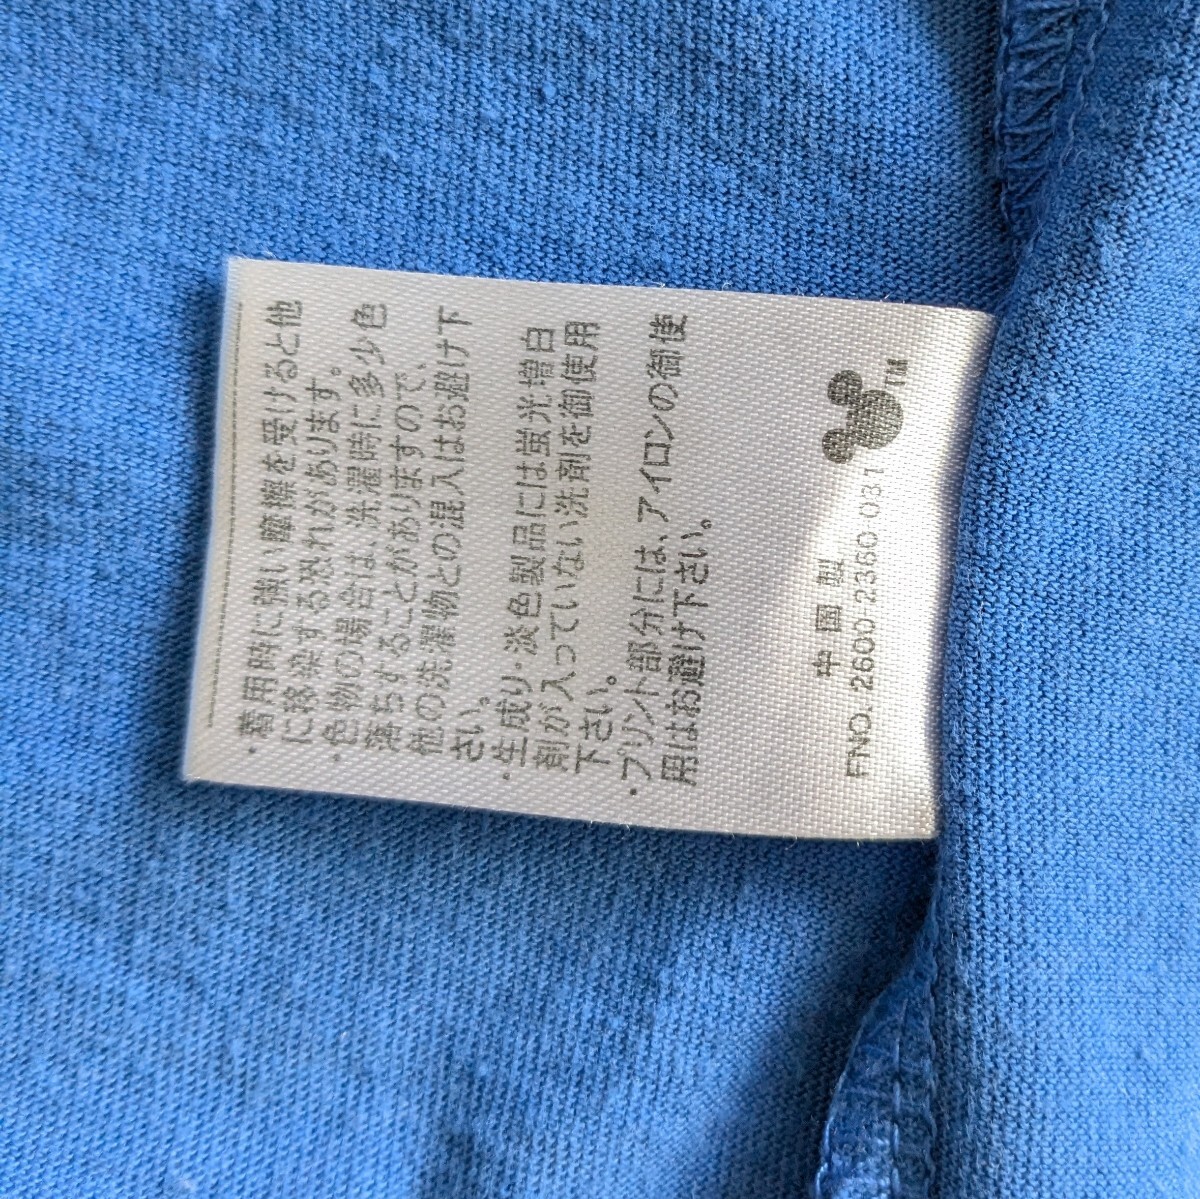 ・着用時に強い摩擦を受けると他
に移染する恐れがあります。
・色物の場合は、洗濯時に多少色
落ちすることがありますので、
他の洗濯物との混入はお避け下
さい。
・生成り・淡色製品には蛍光増白
剤が入っていない洗剤を御使用
下さい。
・プリント部分には、アイロンの御使
用はお避け下さい。
中国製
FNO. 2600-2360-031
TM